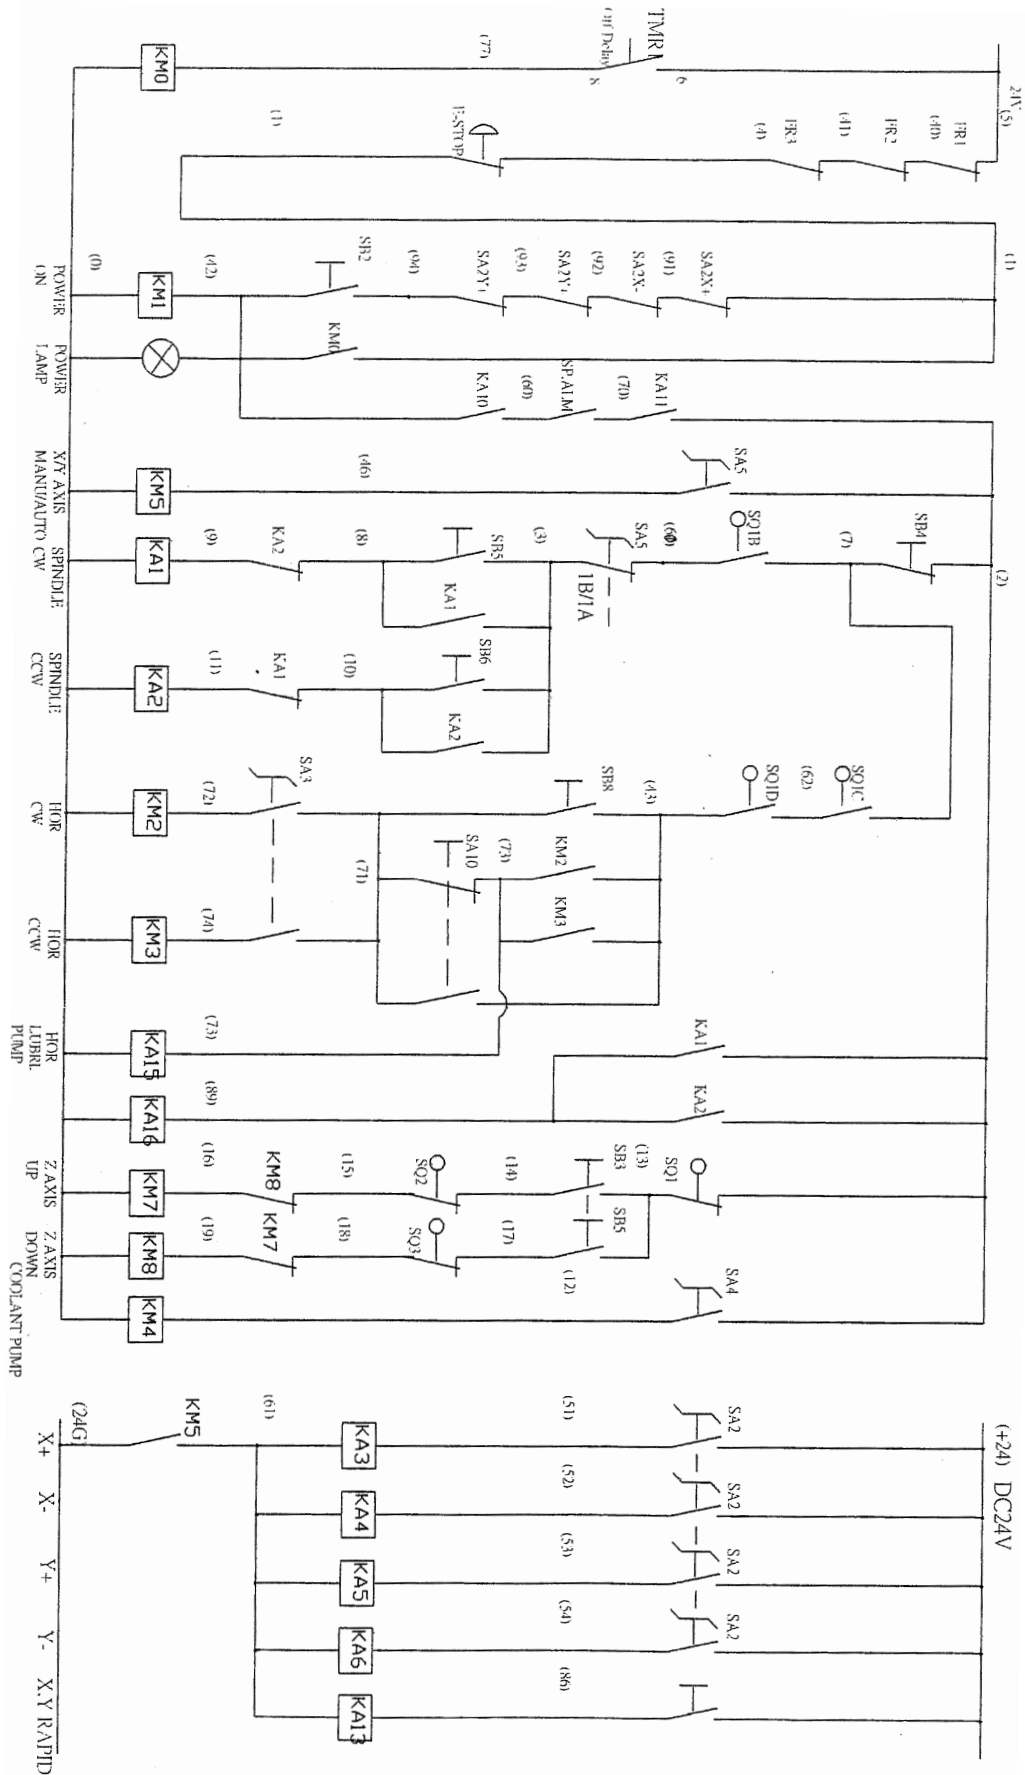 TMR1
Off Delay
8
6
(77)
KM0
24V
(5)
FR1
(40)
FR2
(41)
FR3
(4)
E-STOP
(1)
(1)
SA2X+
(91)
SA2X-
(92)
SA2Y+
(93)
SA2Y+
(94)
SB2
(42)
KM1
(0)
POWER
ON
KM0
POWER
LAMP
KA11
(70)
SP.ALM
(60)
KA10
SA5
(46)
KM5
X/Y AXIS
MANU/AUTO
(2)
SB4
(7)
SQ1B
SA5
1B/1A
(3)
SB5
KA1
(8)
KA2
(9)
KA1
SPINDLE
CW
SB6
KA2
(10)
KA1
(11)
KA2
SPINDLE
CCW
SQ1C
(62)
SQ1D
(43)
SB8
SA3
(72)
KM2
HOR
CW
KM2
(73)
SA10
(71)
KM3
(74)
KM3
HOR
CCW
(73)
KA15
HOR
LUBRI.
PUMP
KA1
KA2
(89)
KA16
SQ1
(13)
SB3
(14)
SQ2
(15)
KM8
(16)
KM7
Z AXIS
UP
SB5
(17)
SQ3
(18)
KM7
(19)
KM8
Z AXIS
DOWN
SA4
(12)
KM4
COOLANT PUMP
(+24) DC24V
SA2
(51)
KA3
(61)
KM5
(24G)
X+
SA2
(52)
KA4
X-
SA2
(53)
KA5
Y+
SA2
(54)
KA6
Y-
(86)
KA13
X.Y RAPID